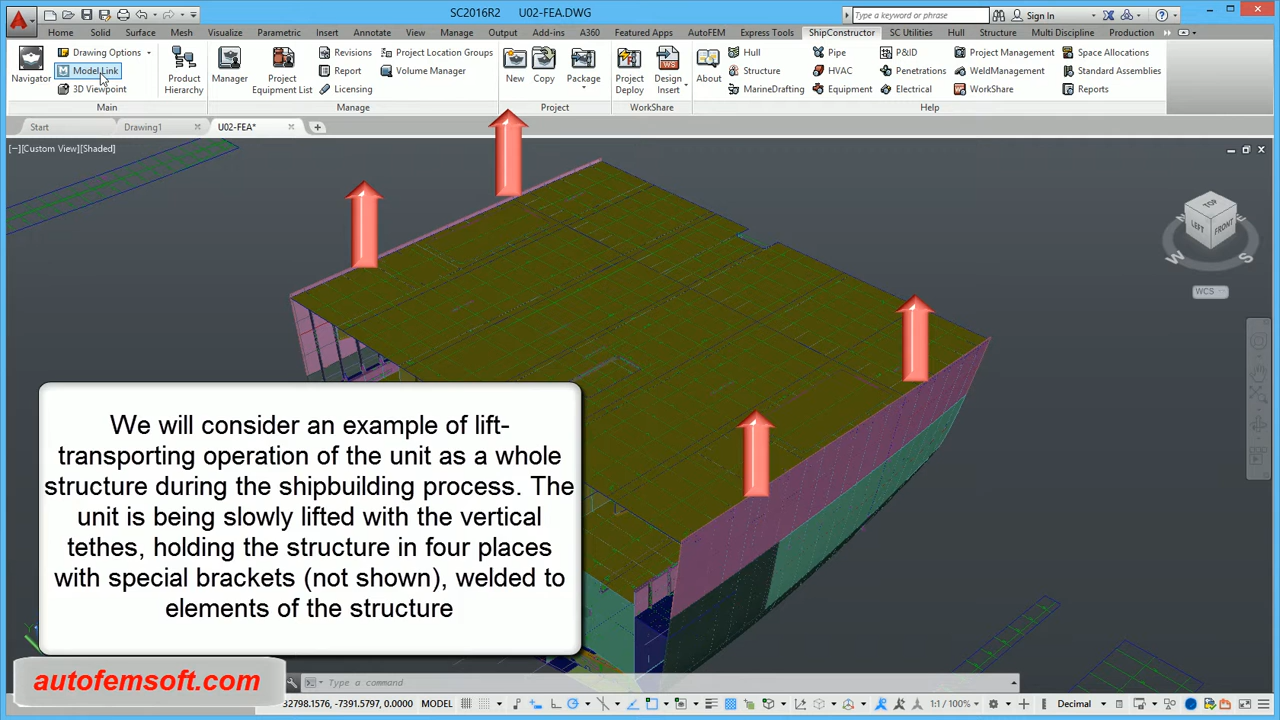 SC2016R2 U02-FEA.DWG
Type a keyword or phrase
Sign In
Home Solid Surface Mesh Visualize Parametric Insert Annotate View Manage Output Add-ins A360 Featured Apps AutoFEM Express Tools ShipConstructor SC Utilities Hull Structure Multi Discipline Production
Navigator
Drawing Options
Model Link
3D Viewpoint
Product Hierarchy
Main
Manager
Project Equipment List
Revisions
Report
Licensing
Project Location Groups
Volume Manager
Manage
New
Copy
Package
Project
Project Deploy
Design Insert
WorkShare
About
Hull
Structure
MarineDrafting
Pipe
HVAC
Equipment
P&ID
Penetrations
Electrical
Project Management
WeldManagement
WorkShare
Space Allocations
Standard Assemblies
Reports
Help
Start Drawing1 U02-FEA*
[−][Custom View][Shaded]
TOP
LEFT
FRONT
W
S
WCS
We will consider an example of lift-
transporting operation of the unit as a whole
structure during the shipbuilding process. The
unit is being slowly lifted with the vertical
tethes, holding the structure in four places
with special brackets (not shown), welded to
elements of the structure
autofemsoft.com
Type a command
-7391.5797, 0.0000 MODEL
1:1 / 100%
Decimal